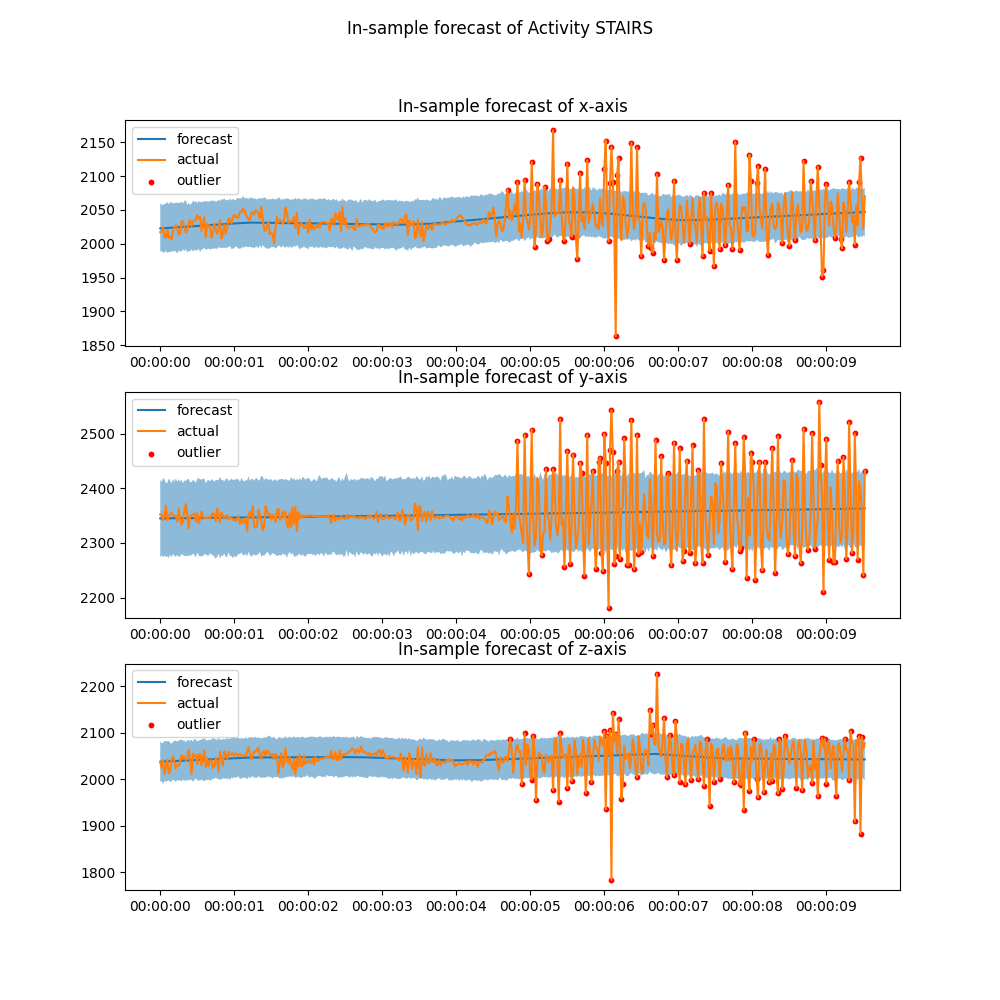 In-sample forecast of Activity STAIRS
In-sample forecast of x-axis
forecast
actual
outlier
2150
2100
2050
2000
1950
1900
1850
00:00:00 00:00:01 00:00:02 00:00:03 00:00:04 00:00:05 00:00:06 00:00:07 00:00:08 00:00:09
In-sample forecast of y-axis
forecast
actual
outlier
2500
2400
2300
2200
00:00:00 00:00:01 00:00:02 00:00:03 00:00:04 00:00:05 00:00:06 00:00:07 00:00:08 00:00:09
In-sample forecast of z-axis
forecast
actual
outlier
2200
2100
2000
1900
1800
00:00:00 00:00:01 00:00:02 00:00:03 00:00:04 00:00:05 00:00:06 00:00:07 00:00:08 00:00:09